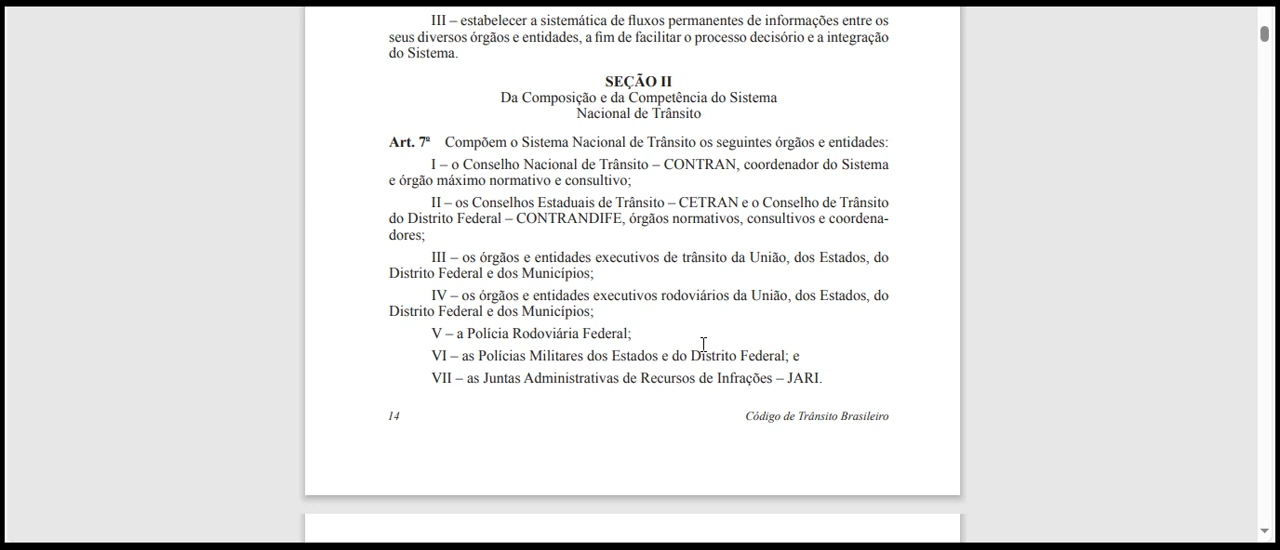 III – estabelecer a sistemática de fluxos permanentes de informações entre os
seus diversos órgãos e entidades, a fim de facilitar o processo decisório e a integração
do Sistema.
SEÇÃO II
Da Composição e da Competência do Sistema
Nacional de Trânsito
Art. 7º Compõem o Sistema Nacional de Trânsito os seguintes órgãos e entidades:
I – o Conselho Nacional de Trânsito – CONTRAN, coordenador do Sistema
e órgão máximo normativo e consultivo;
II – os Conselhos Estaduais de Trânsito – CETRAN e o Conselho de Trânsito
do Distrito Federal – CONTRANDIFE, órgãos normativos, consultivos e coordena-
dores;
III – os órgãos e entidades executivos de trânsito da União, dos Estados, do
Distrito Federal e dos Municípios;
IV – os órgãos e entidades executivos rodoviários da União, dos Estados, do
Distrito Federal e dos Municípios;
V – a Polícia Rodoviária Federal;
VI – as Polícias Militares dos Estados e do Distrito Federal; e
VII – as Juntas Administrativas de Recursos de Infrações – JARI.
14 Código de Trânsito Brasileiro